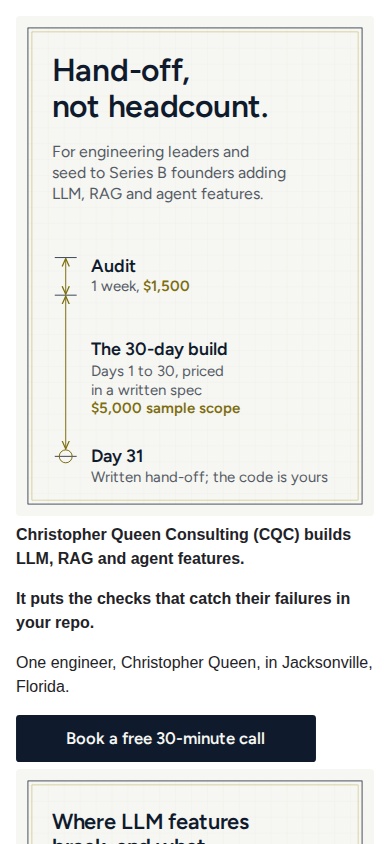 Hand-off,
not headcount.
For engineering leaders and
seed to Series B founders adding
LLM, RAG and agent features.
Audit
1 week, $1,500
The 30-day build
Days 1 to 30, priced
in a written spec
$5,000 sample scope
Day 31
Written hand-off; the code is yours
Christopher Queen Consulting (CQC) builds
LLM, RAG and agent features.
It puts the checks that catch their failures in
your repo.
One engineer, Christopher Queen, in Jacksonville,
Florida.
Book a free 30-minute call
Where LLM features
break and what